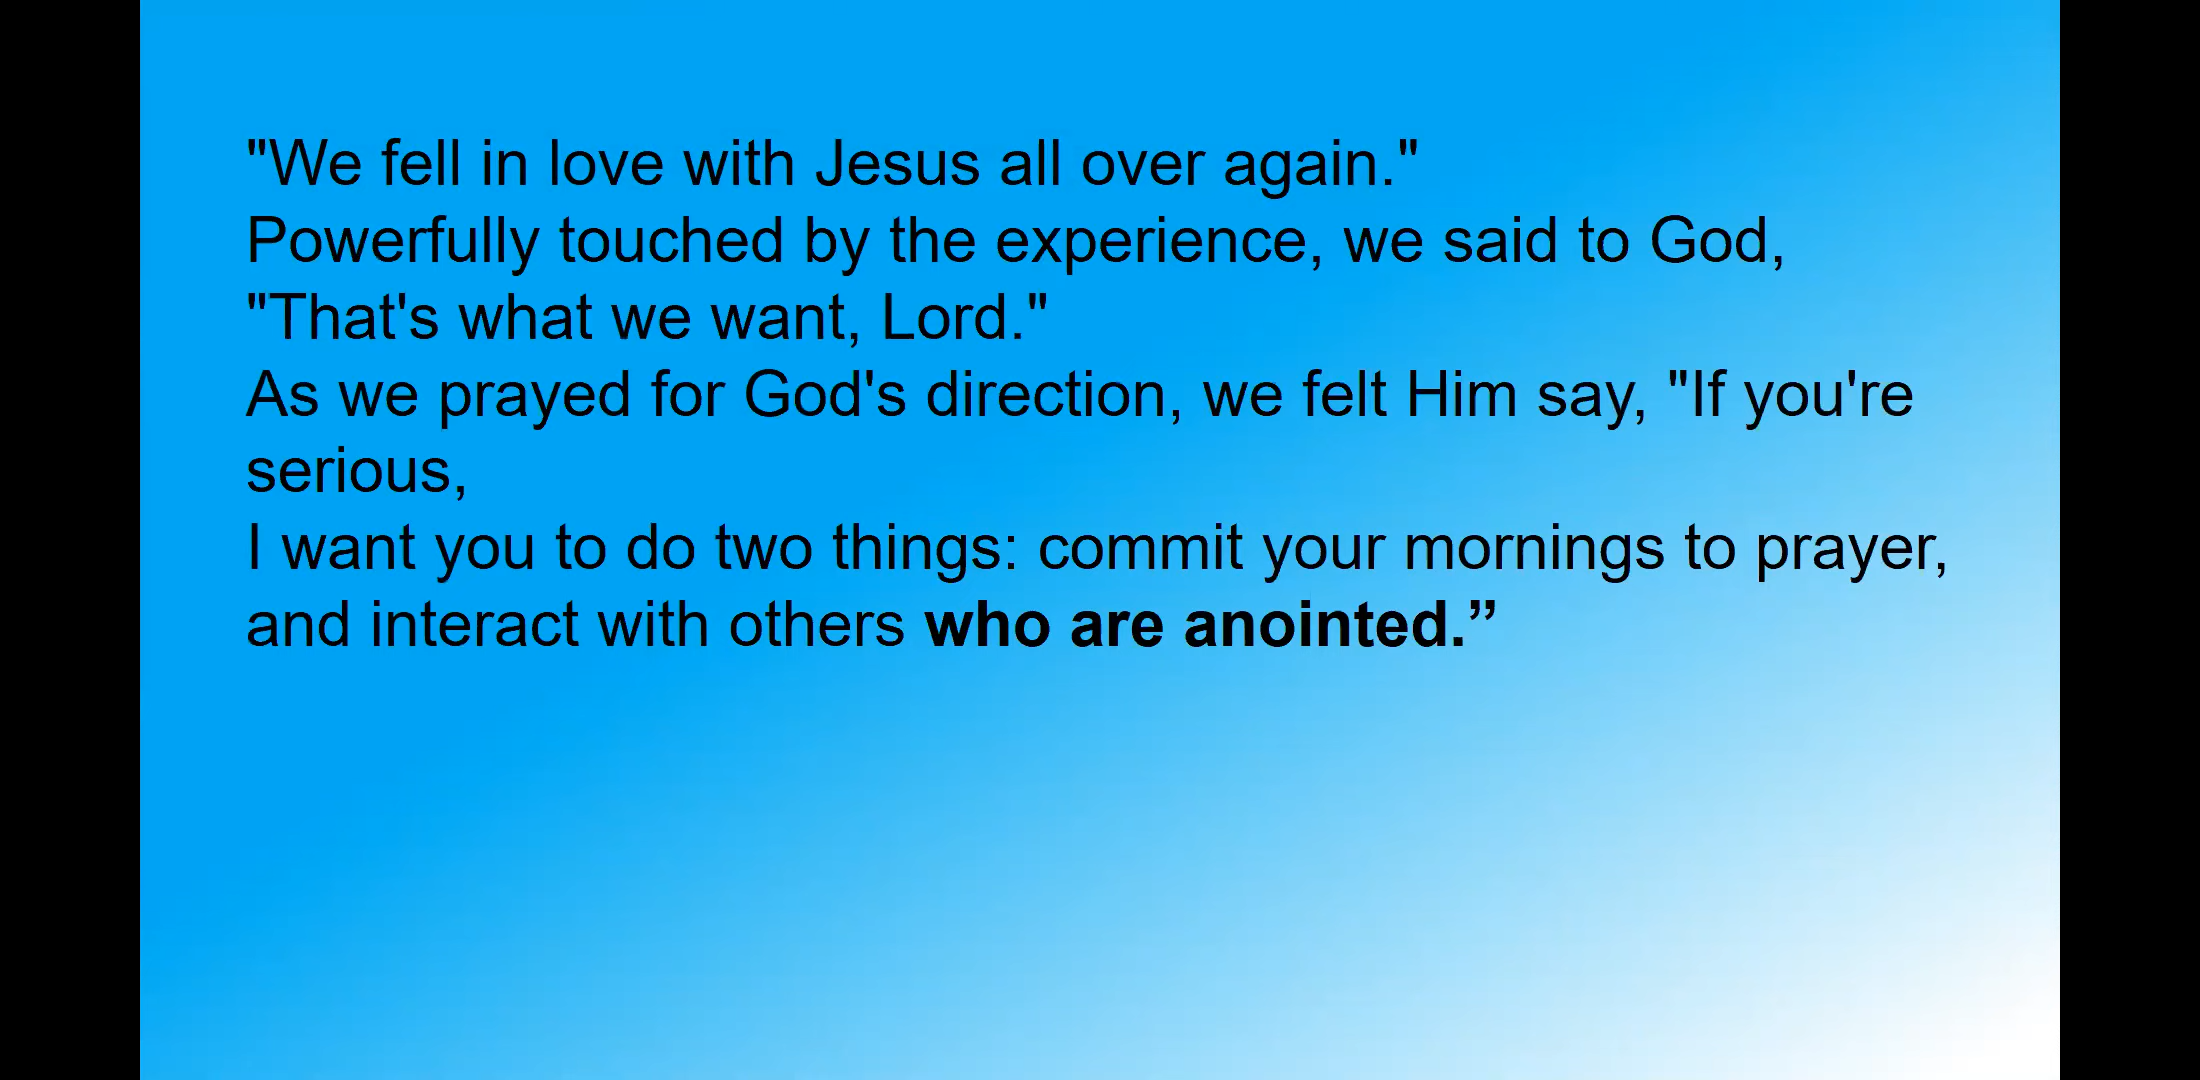 "We fell in love with Jesus all over again."
Powerfully touched by the experience, we said to God,
"That's what we want, Lord."
As we prayed for God's direction, we felt Him say, "If you're
serious,
I want you to do two things: commit your mornings to prayer,
and interact with others who are anointed.”